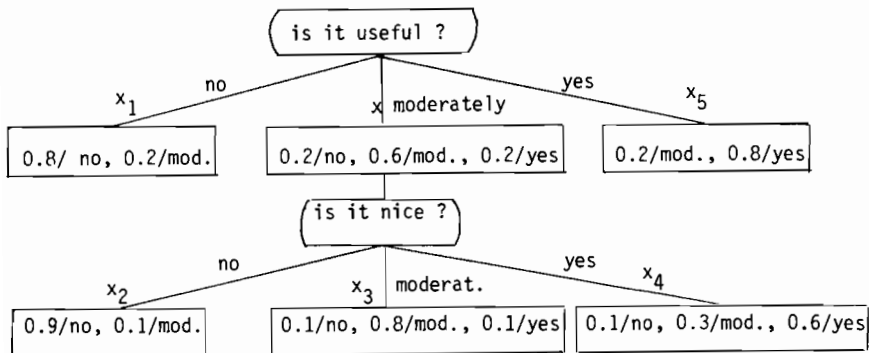 is it useful ?
no
yes
x1
x moderately
x5
0.8/ no, 0.2/mod.
0.2/no, 0.6/mod., 0.2/yes
0.2/mod., 0.8/yes
is it nice ?
no
yes
x2
x3 moderat.
x4
0.9/no, 0.1/mod.
0.1/no, 0.8/mod., 0.1/yes
0.1/no, 0.3/mod., 0.6/yes